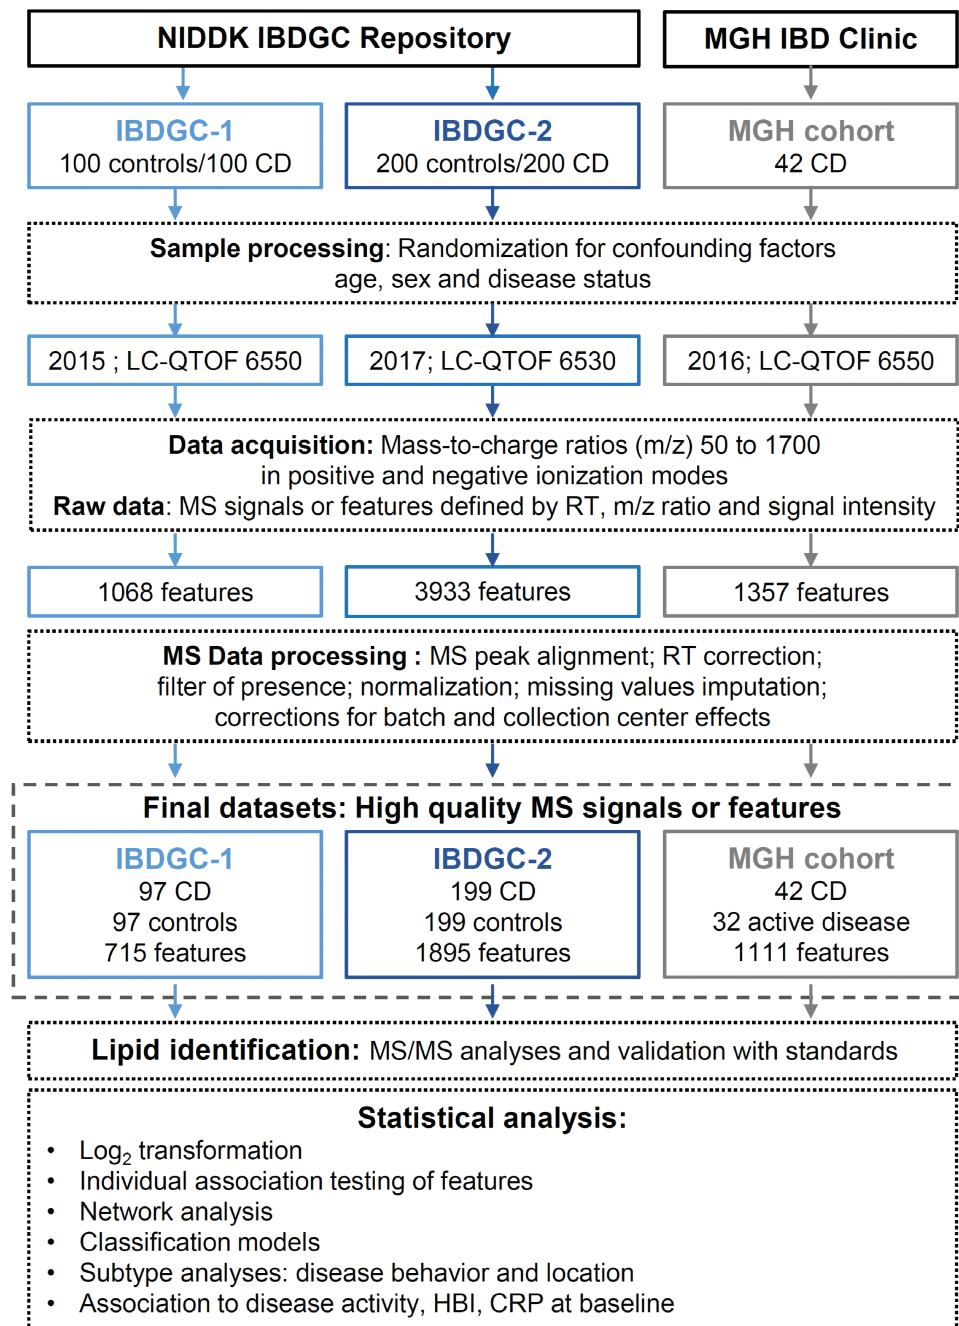 NIDDK IBDGC Repository
MGH IBD Clinic
IBDGC-1
100 controls/100 CD
IBDGC-2
200 controls/200 CD
MGH cohort
42 CD
Sample processing: Randomization for confounding factors
age, sex and disease status
2015 ; LC-QTOF 6550
2017; LC-QTOF 6530
2016; LC-QTOF 6550
Data acquisition: Mass-to-charge ratios (m/z) 50 to 1700
in positive and negative ionization modes
Raw data: MS signals or features defined by RT, m/z ratio and signal intensity
1068 features
3933 features
1357 features
MS Data processing : MS peak alignment; RT correction;
filter of presence; normalization; missing values imputation;
corrections for batch and collection center effects
Final datasets: High quality MS signals or features
IBDGC-1
97 CD
97 controls
715 features
IBDGC-2
199 CD
199 controls
1895 features
MGH cohort
42 CD
32 active disease
1111 features
Lipid identification: MS/MS analyses and validation with standards
Statistical analysis:
• Log₂ transformation
• Individual association testing of features
• Network analysis
• Classification models
• Subtype analyses: disease behavior and location
• Association to disease activity, HBI, CRP at baseline